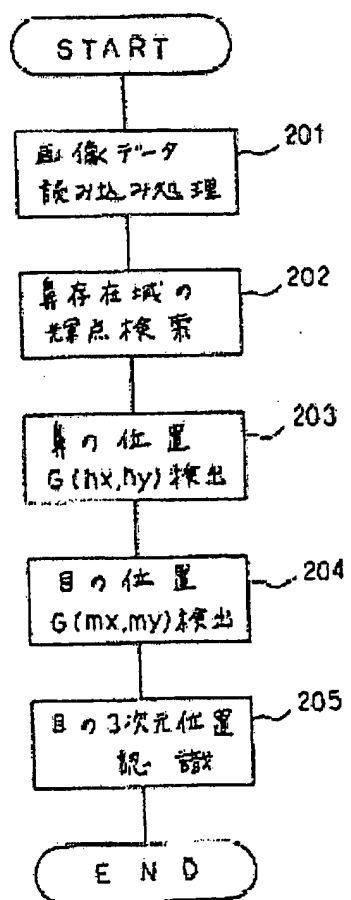 START
画像データ
読み込み処理
201
鼻存在域の
輝点検索
202
鼻の位置
G(nx,ny)検出
203
目の位置
G(mx,my)検出
204
目の3次元位置
認識
205
END